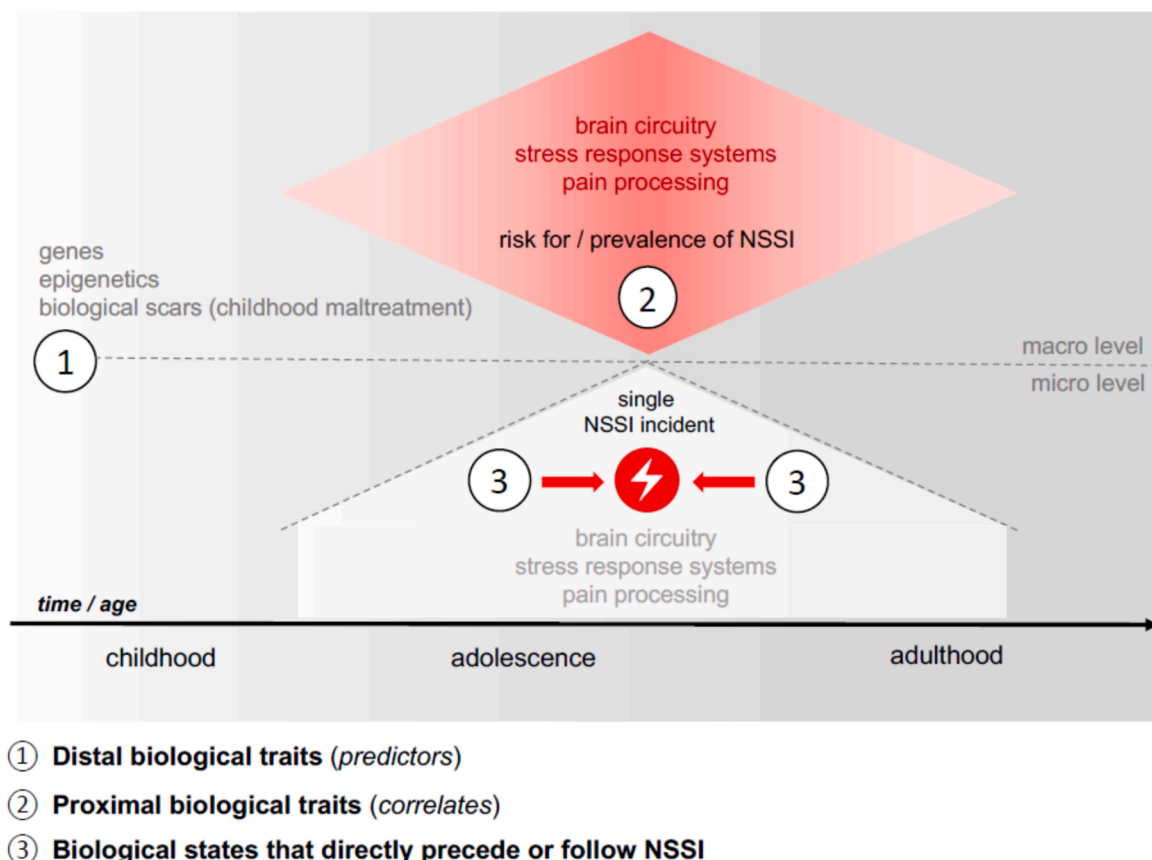 brain circuitry
stress response systems
pain processing
risk for / prevalence of NSSI
2
genes
epigenetics
biological scars (childhood maltreatment)
1
macro level
micro level
single
NSSI incident
3
3
brain circuitry
stress response systems
pain processing
time / age
childhood
adolescence
adulthood
① Distal biological traits (predictors)
② Proximal biological traits (correlates)
③ Biological states that directly precede or follow NSSI